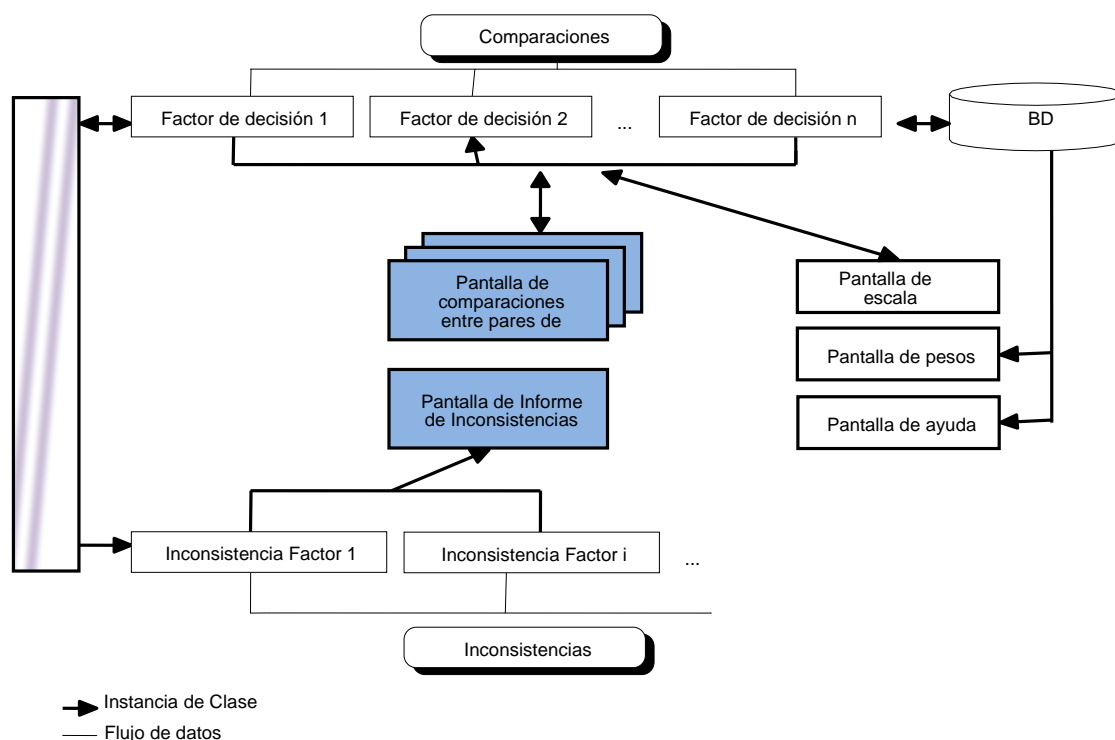 Comparaciones
Factor de decisión 1
Factor de decisión 2
...
Factor de decisión n
BD
Pantalla de
comparaciones
entre pares de
Pantalla de
escala
Pantalla de pesos
Pantalla de Informe
de Inconsistencias
Pantalla de ayuda
Inconsistencia Factor 1
Inconsistencia Factor i
...
Inconsistencias
Instancia de Clase
Flujo de datos